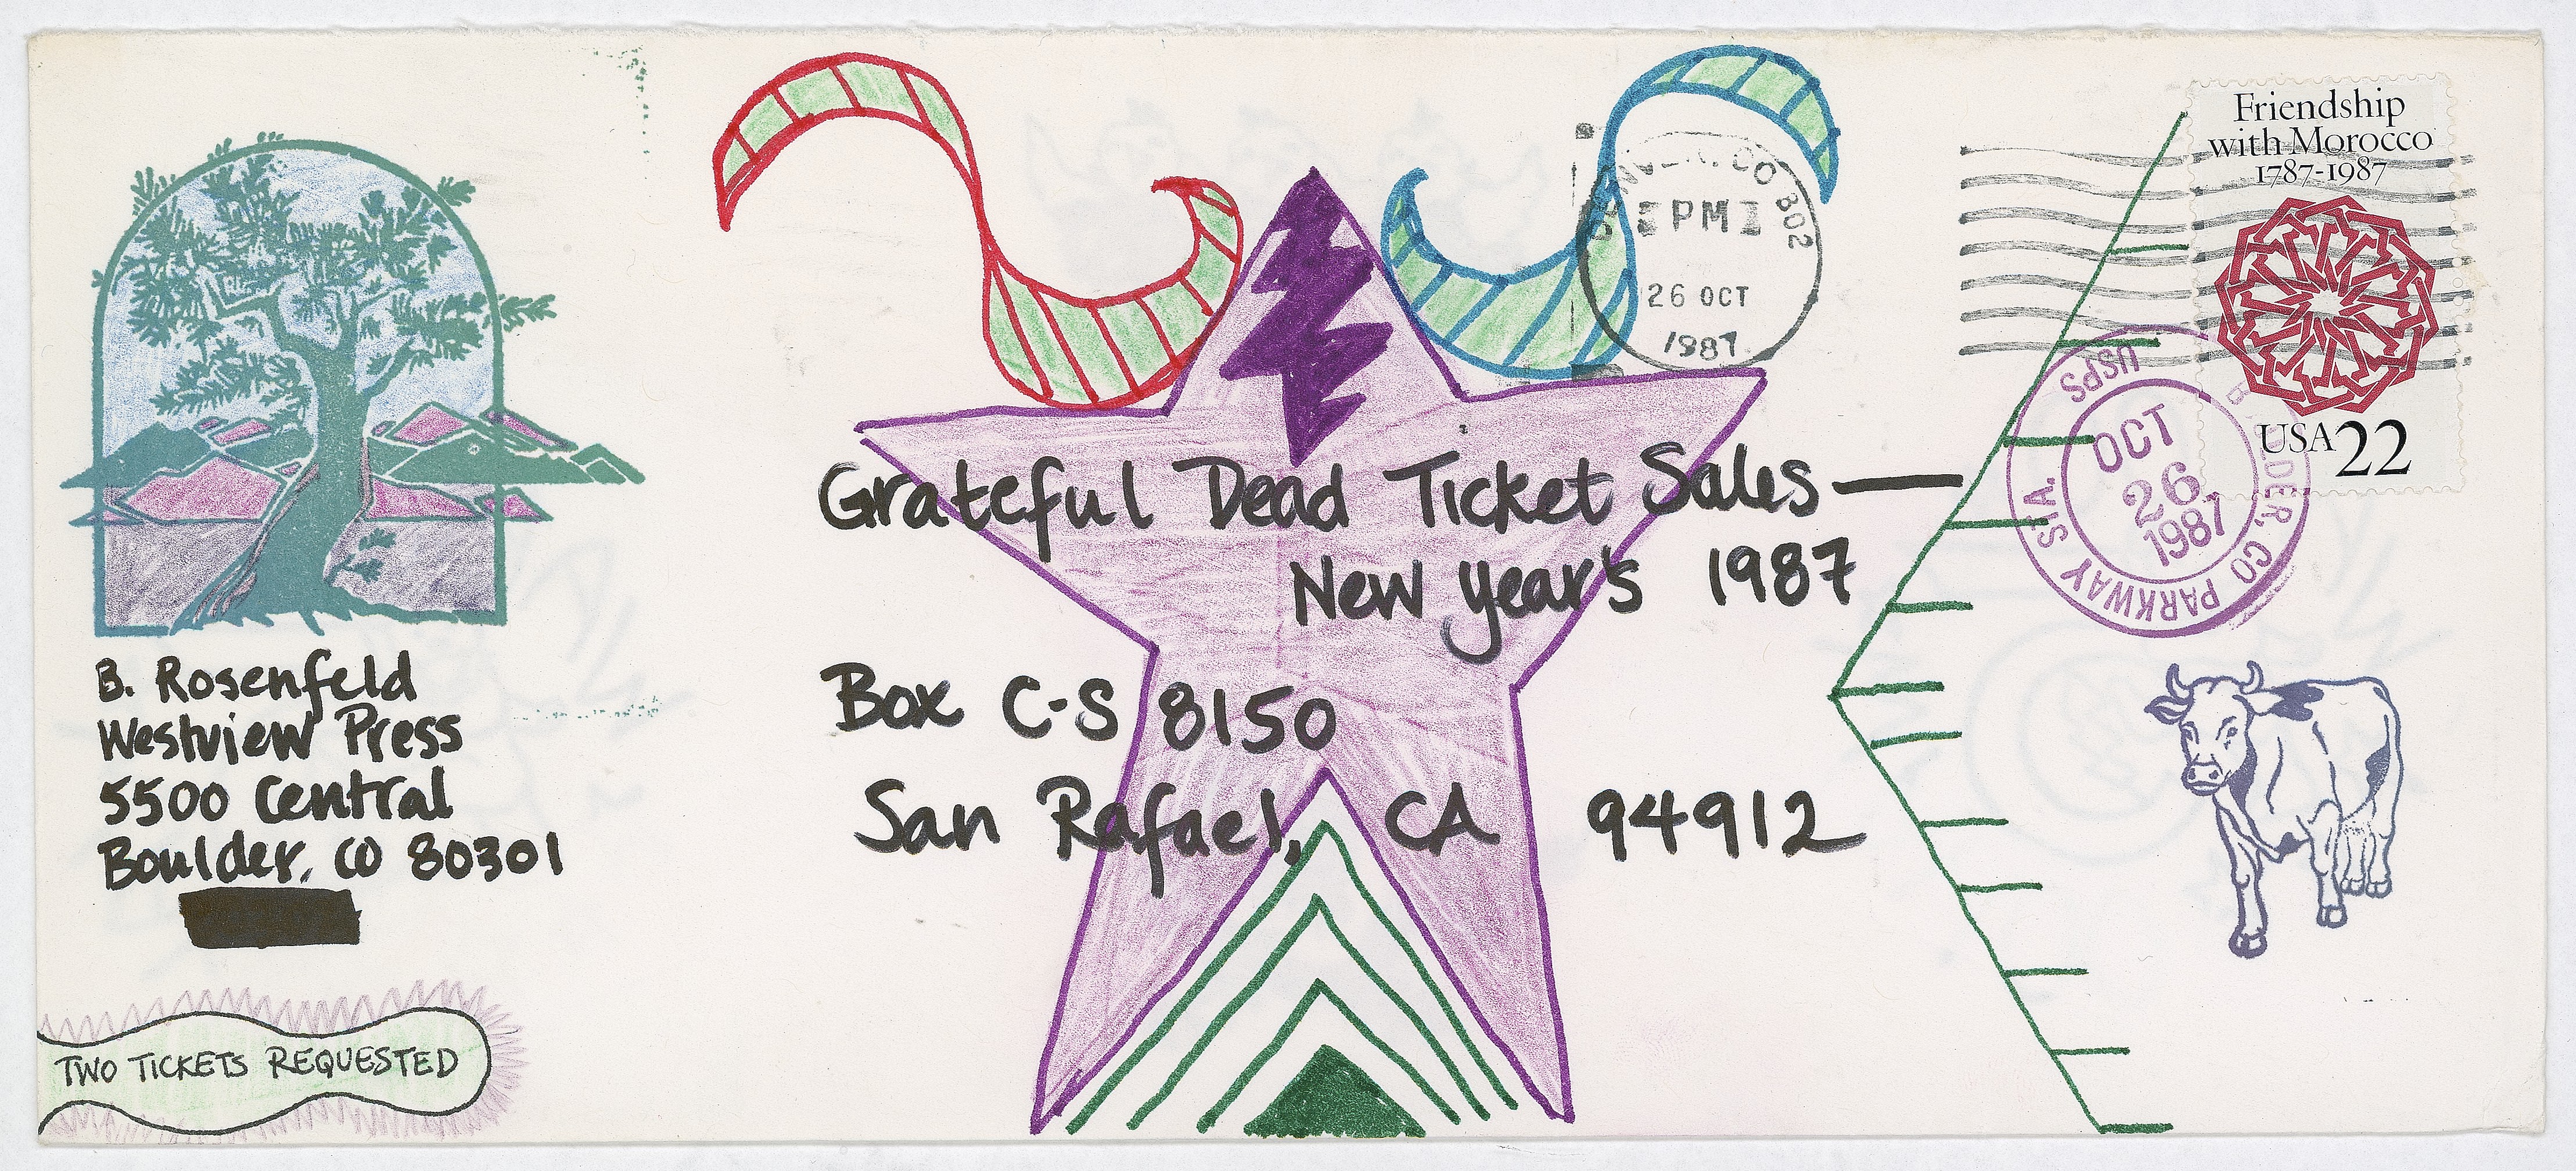 Friendship
with Morocco
1787-1987
USA 22
CO 802
PM
26 OCT
1987
USPS
BOULDER, CO PARKWAY STA.
OCT
26
1987
Grateful Dead Ticket Sales—
New Year's 1987
Box C-S 8150
San Rafael, CA 94912
B. Rosenfeld
Westview Press
5500 Central
Boulder, CO 80301
TWO TICKETS REQUESTED